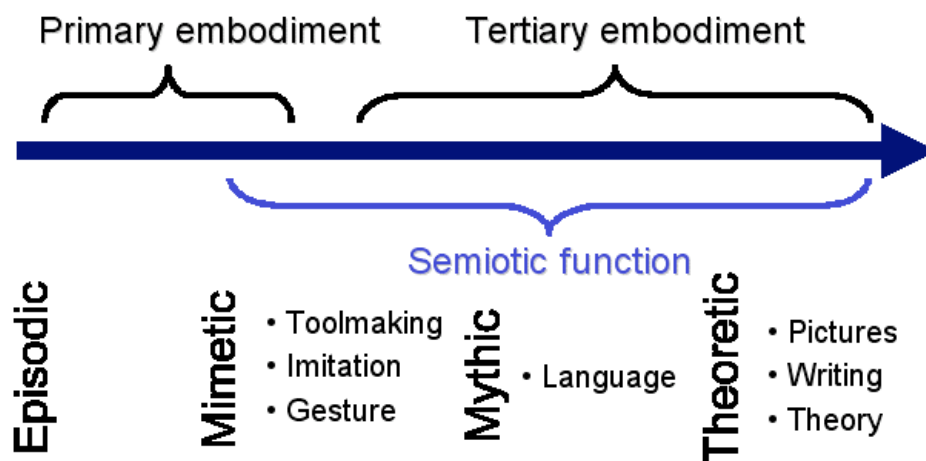 Primary embodiment
Tertiary embodiment
Semiotic function
Episodic
Mimetic
• Toolmaking
• Imitation
• Gesture
Mythic
• Language
Theoretic
• Pictures
• Writing
• Theory